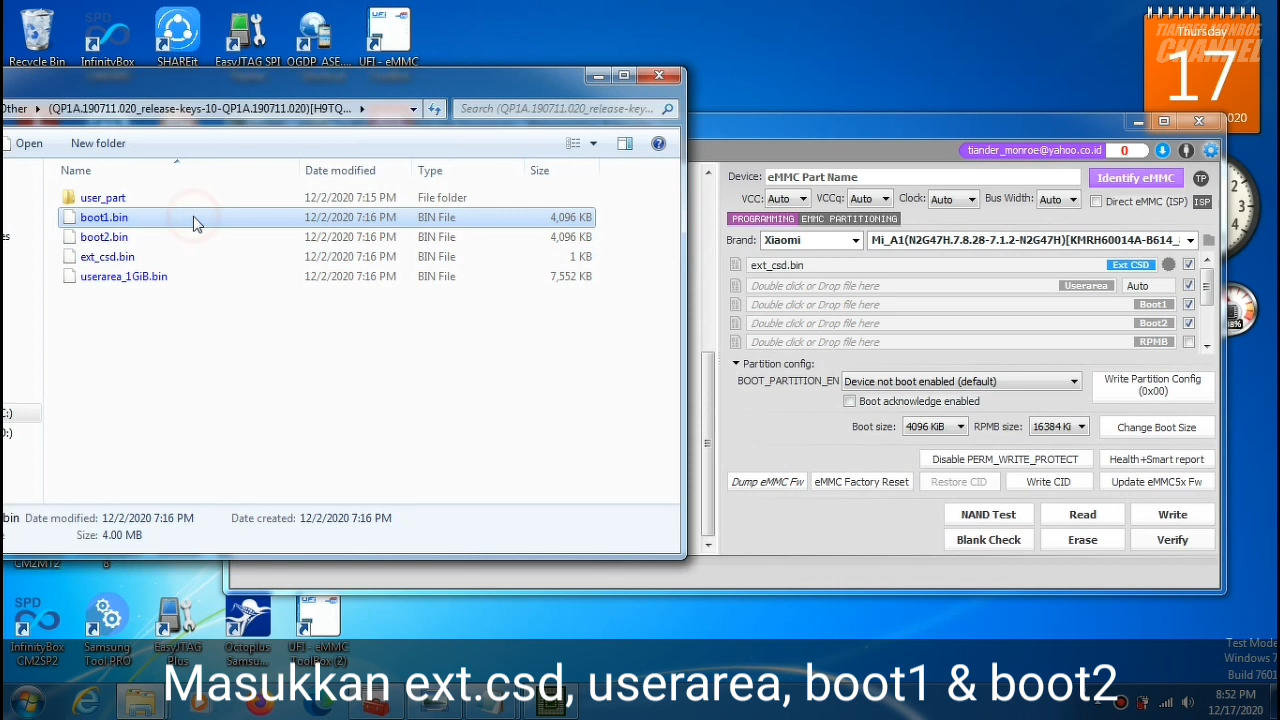 Recycle Bin
InfinityBox
SHAREit
EasyJTAG SPI
OGDP_ASE...
UFI - eMMC
Thursday
TIANDER MONROE
CHANNEL
17
Other
(QP1A.190711.020_release-keys-10-QP1A.190711.020)[H9TQ...
Search (QP1A.190711.020_release-key...
Open
New folder
Name
Date modified
Type
Size
user_part
12/2/2020 7:15 PM
File folder
boot1.bin
12/2/2020 7:16 PM
BIN File
4,096 KB
boot2.bin
12/2/2020 7:16 PM
BIN File
4,096 KB
ext_csd.bin
12/2/2020 7:16 PM
BIN File
1 KB
userarea_1GiB.bin
12/2/2020 7:16 PM
BIN File
7,552 KB
Date modified: 12/2/2020 7:16 PM
Date created: 12/2/2020 7:16 PM
Size: 4.00 MB
tiander_monroe@yahoo.co.id
0
Device:
eMMC Part Name
Identify eMMC
TP
VCC:
Auto
VCCq:
Auto
Clock:
Auto
Bus Width:
Auto
Direct eMMC (ISP)
ISP
PROGRAMMING
EMMC PARTITIONING
Brand:
Xiaomi
Mi_A1(N2G47H.7.8.28-7.1.2-N2G47H)[KMRH60014A-B614_
ext_csd.bin
Ext CSD
Double click or Drop file here
Userarea
Auto
Double click or Drop file here
Boot1
Double click or Drop file here
Boot2
Double click or Drop file here
RPMB
Partition config:
BOOT_PARTITION_EN
Device not boot enabled (default)
Write Partition Config
(0x00)
Boot acknowledge enabled
Boot size:
4096 KiB
RPMB size:
16384 Ki
Change Boot Size
Disable PERM_WRITE_PROTECT
Health+Smart report
Dump eMMC Fw
eMMC Factory Reset
Restore CID
Write CID
Update eMMC5x Fw
NAND Test
Read
Write
Blank Check
Erase
Verify
InfinityBox
CM2SP2
Samsung
Tool PRO
EasyJTAG
Plus
Octoplus
Samsu...
UFI - eMMC
ToolBox (2)
Test Mode
Windows 7
Build 7601
Masukkan ext.csd, userarea, boot1 & boot2
8:52 PM
12/17/2020